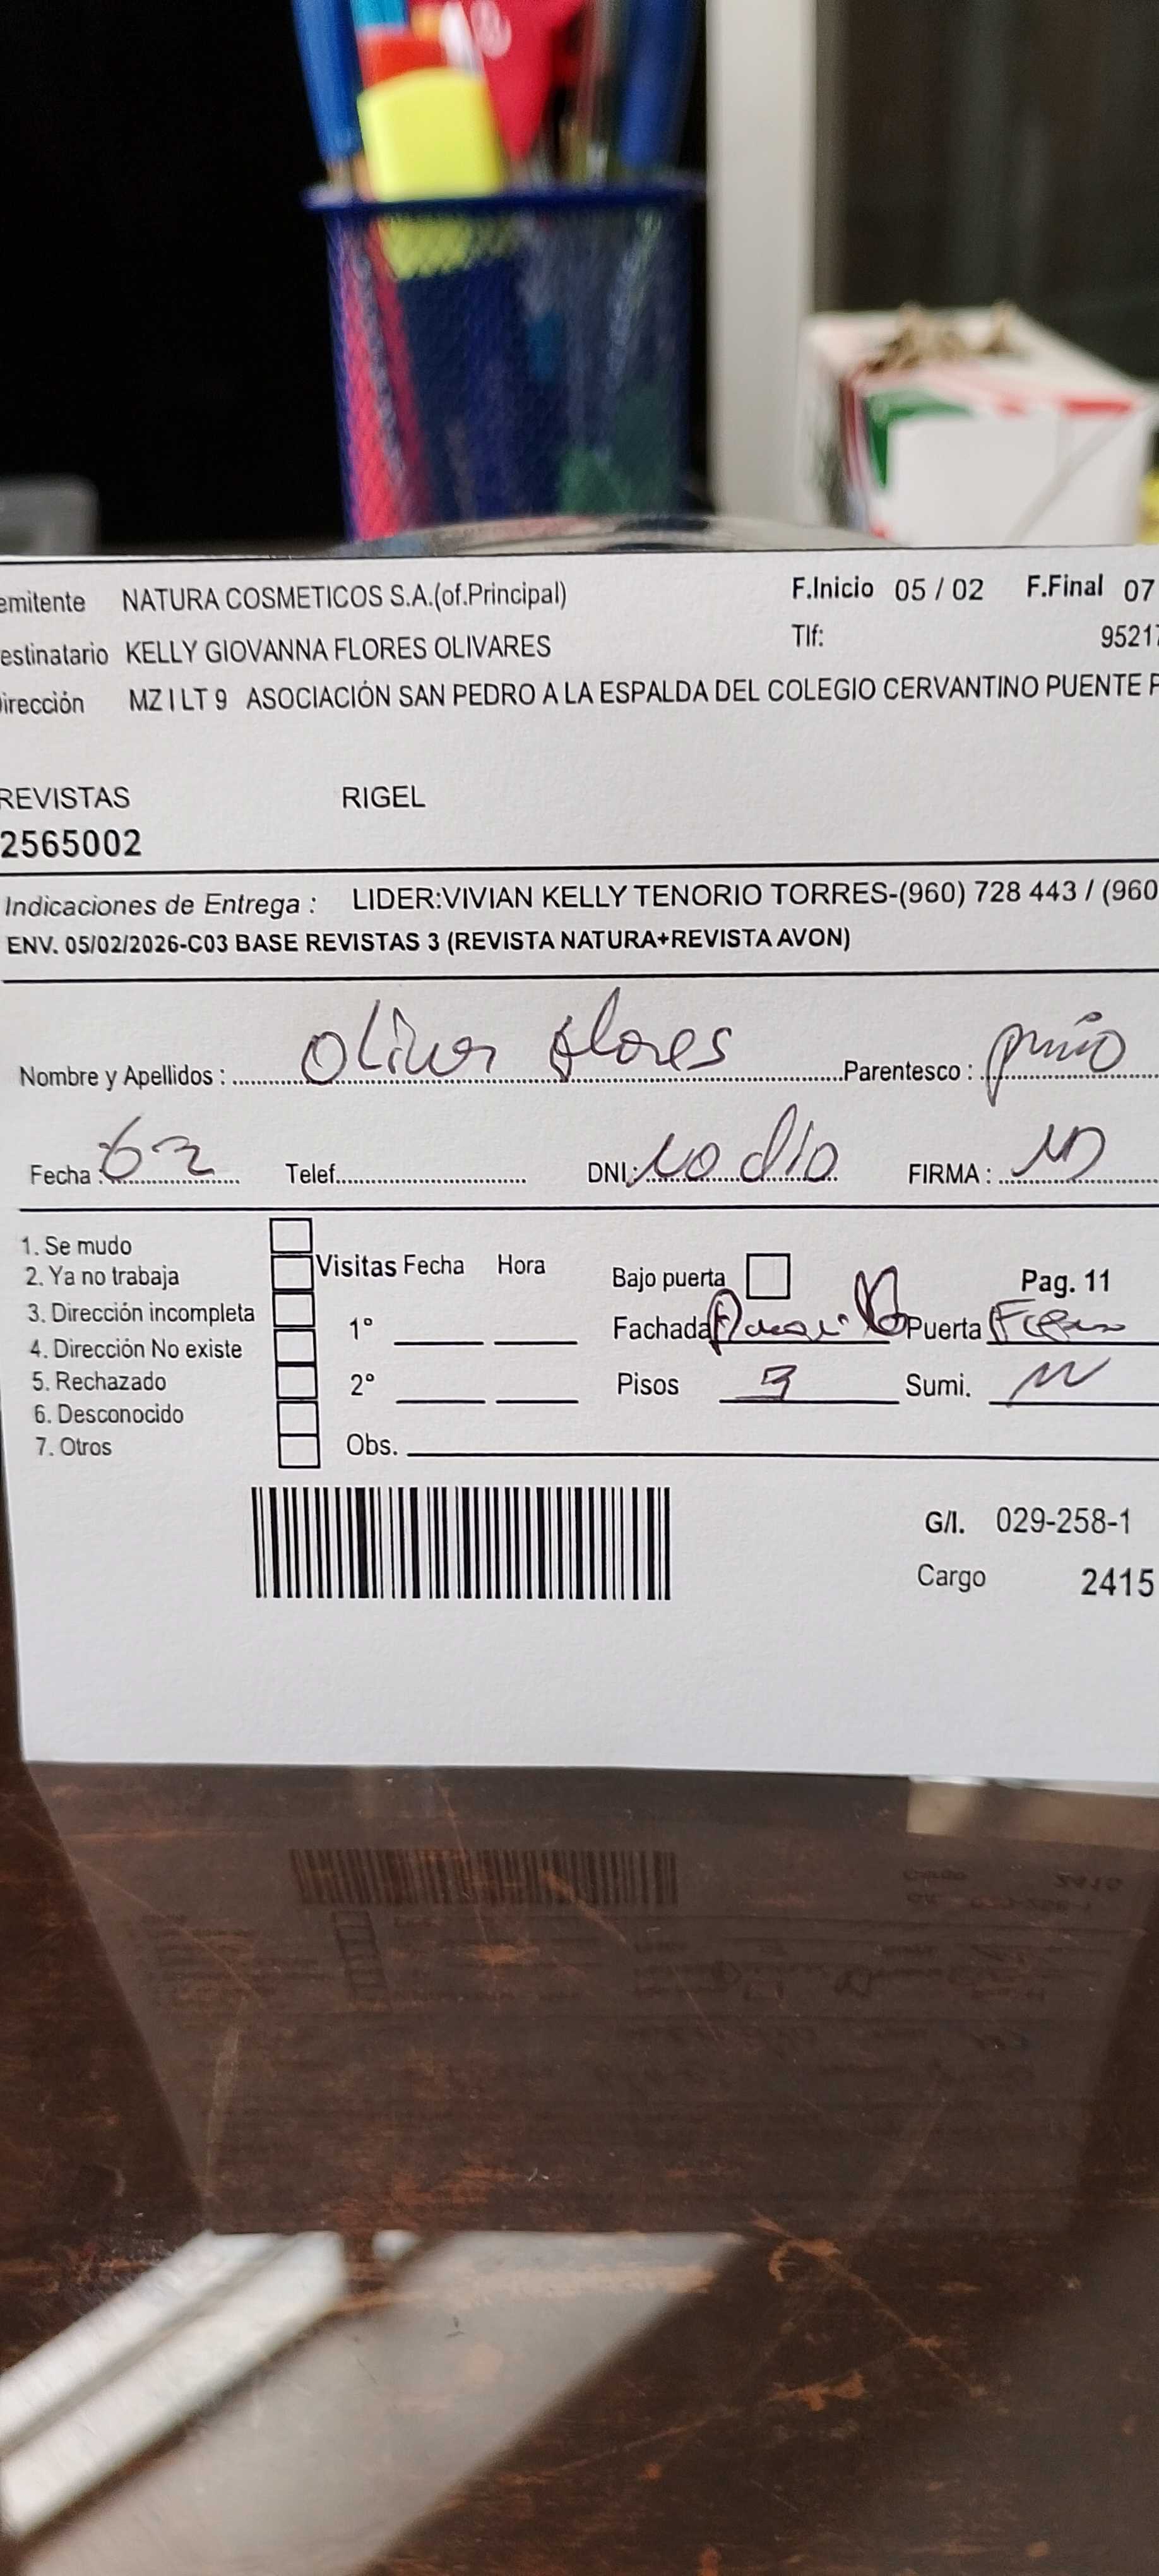 emitente NATURA COSMETICOS S.A.(of.Principal) F.Inicio 05 / 02 F.Final 07
estinatario KELLY GIOVANNA FLORES OLIVARES Tlf: 95217
irección MZ I LT 9 ASOCIACIÓN SAN PEDRO A LA ESPALDA DEL COLEGIO CERVANTINO PUENTE P
REVISTAS RIGEL
2565002
Indicaciones de Entrega : LIDER:VIVIAN KELLY TENORIO TORRES-(960) 728 443 / (960
ENV. 05/02/2026-C03 BASE REVISTAS 3 (REVISTA NATURA+REVISTA AVON)
Nombre y Apellidos : Oliver flores Parentesco :
Fecha : 6 2 Telef. DNI: no dio FIRMA :
1. Se mudo
2. Ya no trabaja Visitas Fecha Hora Bajo puerta Pag. 11
3. Dirección incompleta 1° Fachada Puerta Fierro
4. Dirección No existe
5. Rechazado 2° Pisos 3 Sumi.
6. Desconocido
7. Otros Obs.
G/I. 029-258-1
Cargo 2415